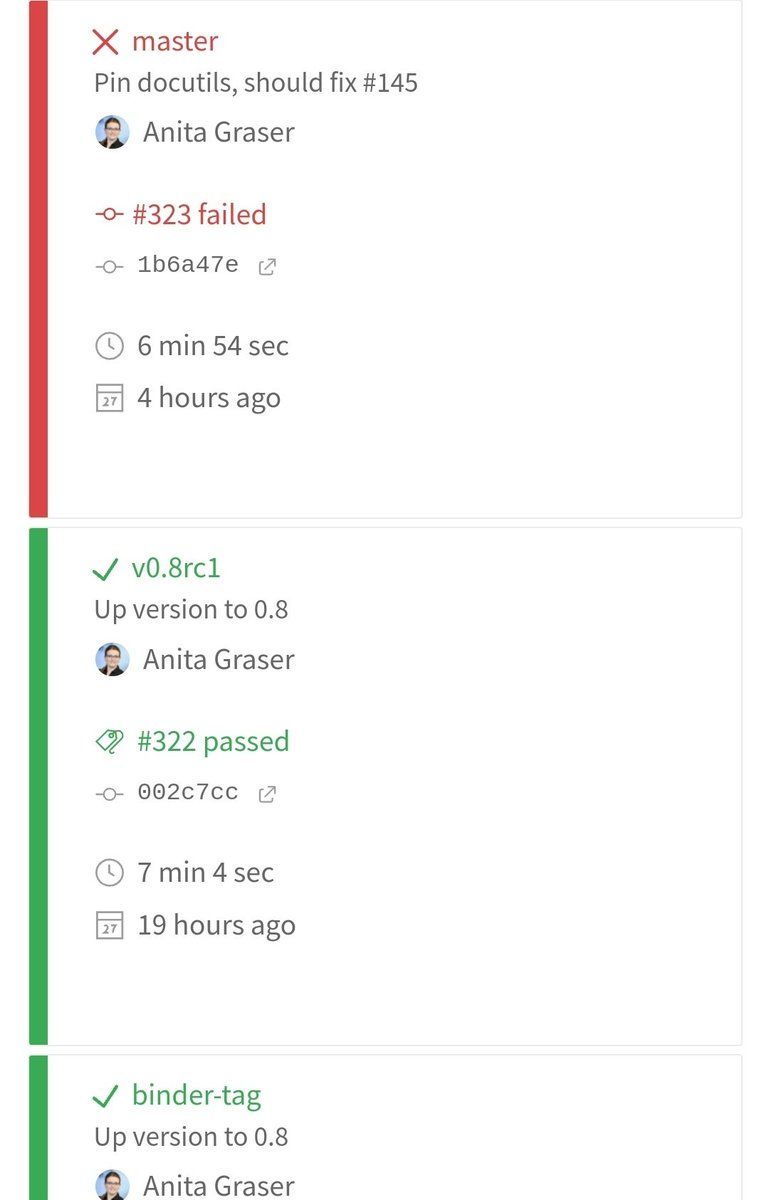 master
Pin docutils, should fix #145
Anita Graser
#323 failed
1b6a47e
6 min 54 sec
27 4 hours ago
v0.8rc1
Up version to 0.8
Anita Graser
#322 passed
002c7cc
7 min 4 sec
27 19 hours ago
binder-tag
Up version to 0.8
Anita Graser